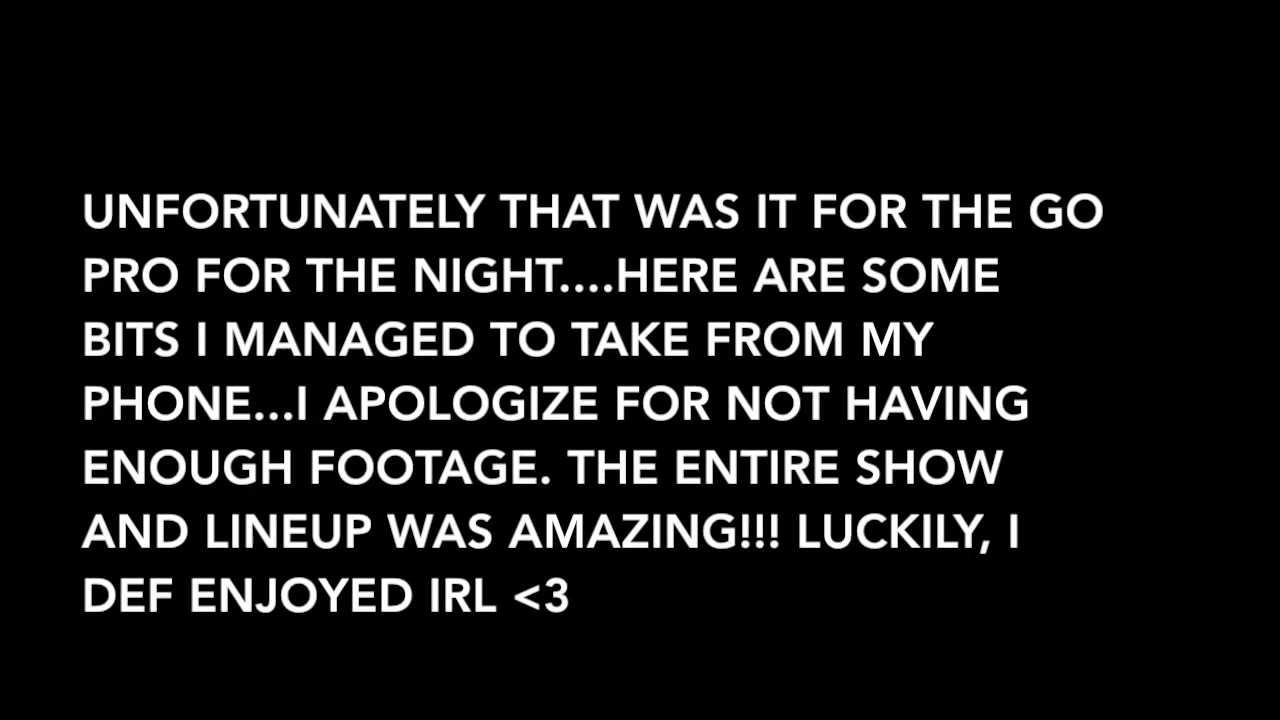 UNFORTUNATELY THAT WAS IT FOR THE GO
PRO FOR THE NIGHT....HERE ARE SOME
BITS I MANAGED TO TAKE FROM MY
PHONE...I APOLOGIZE FOR NOT HAVING
ENOUGH FOOTAGE. THE ENTIRE SHOW
AND LINEUP WAS AMAZING!!! LUCKILY, I
DEF ENJOYED IRL <3